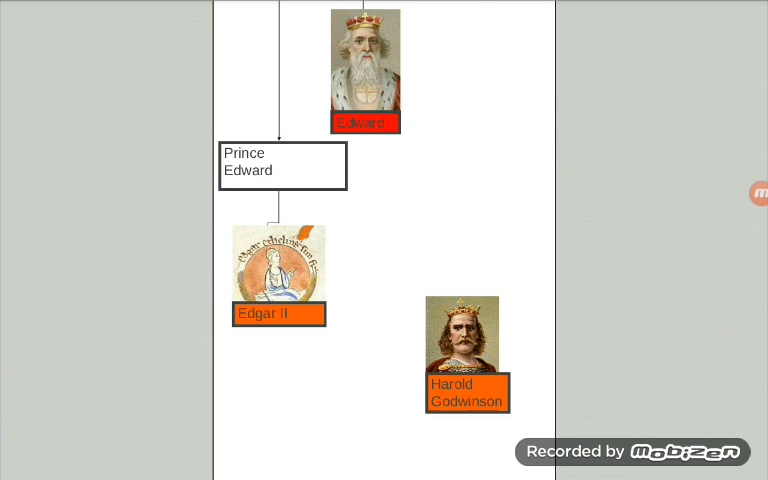 Edward
Prince
Edward
Edgar II
Harold
Godwinson
Recorded by mobizen